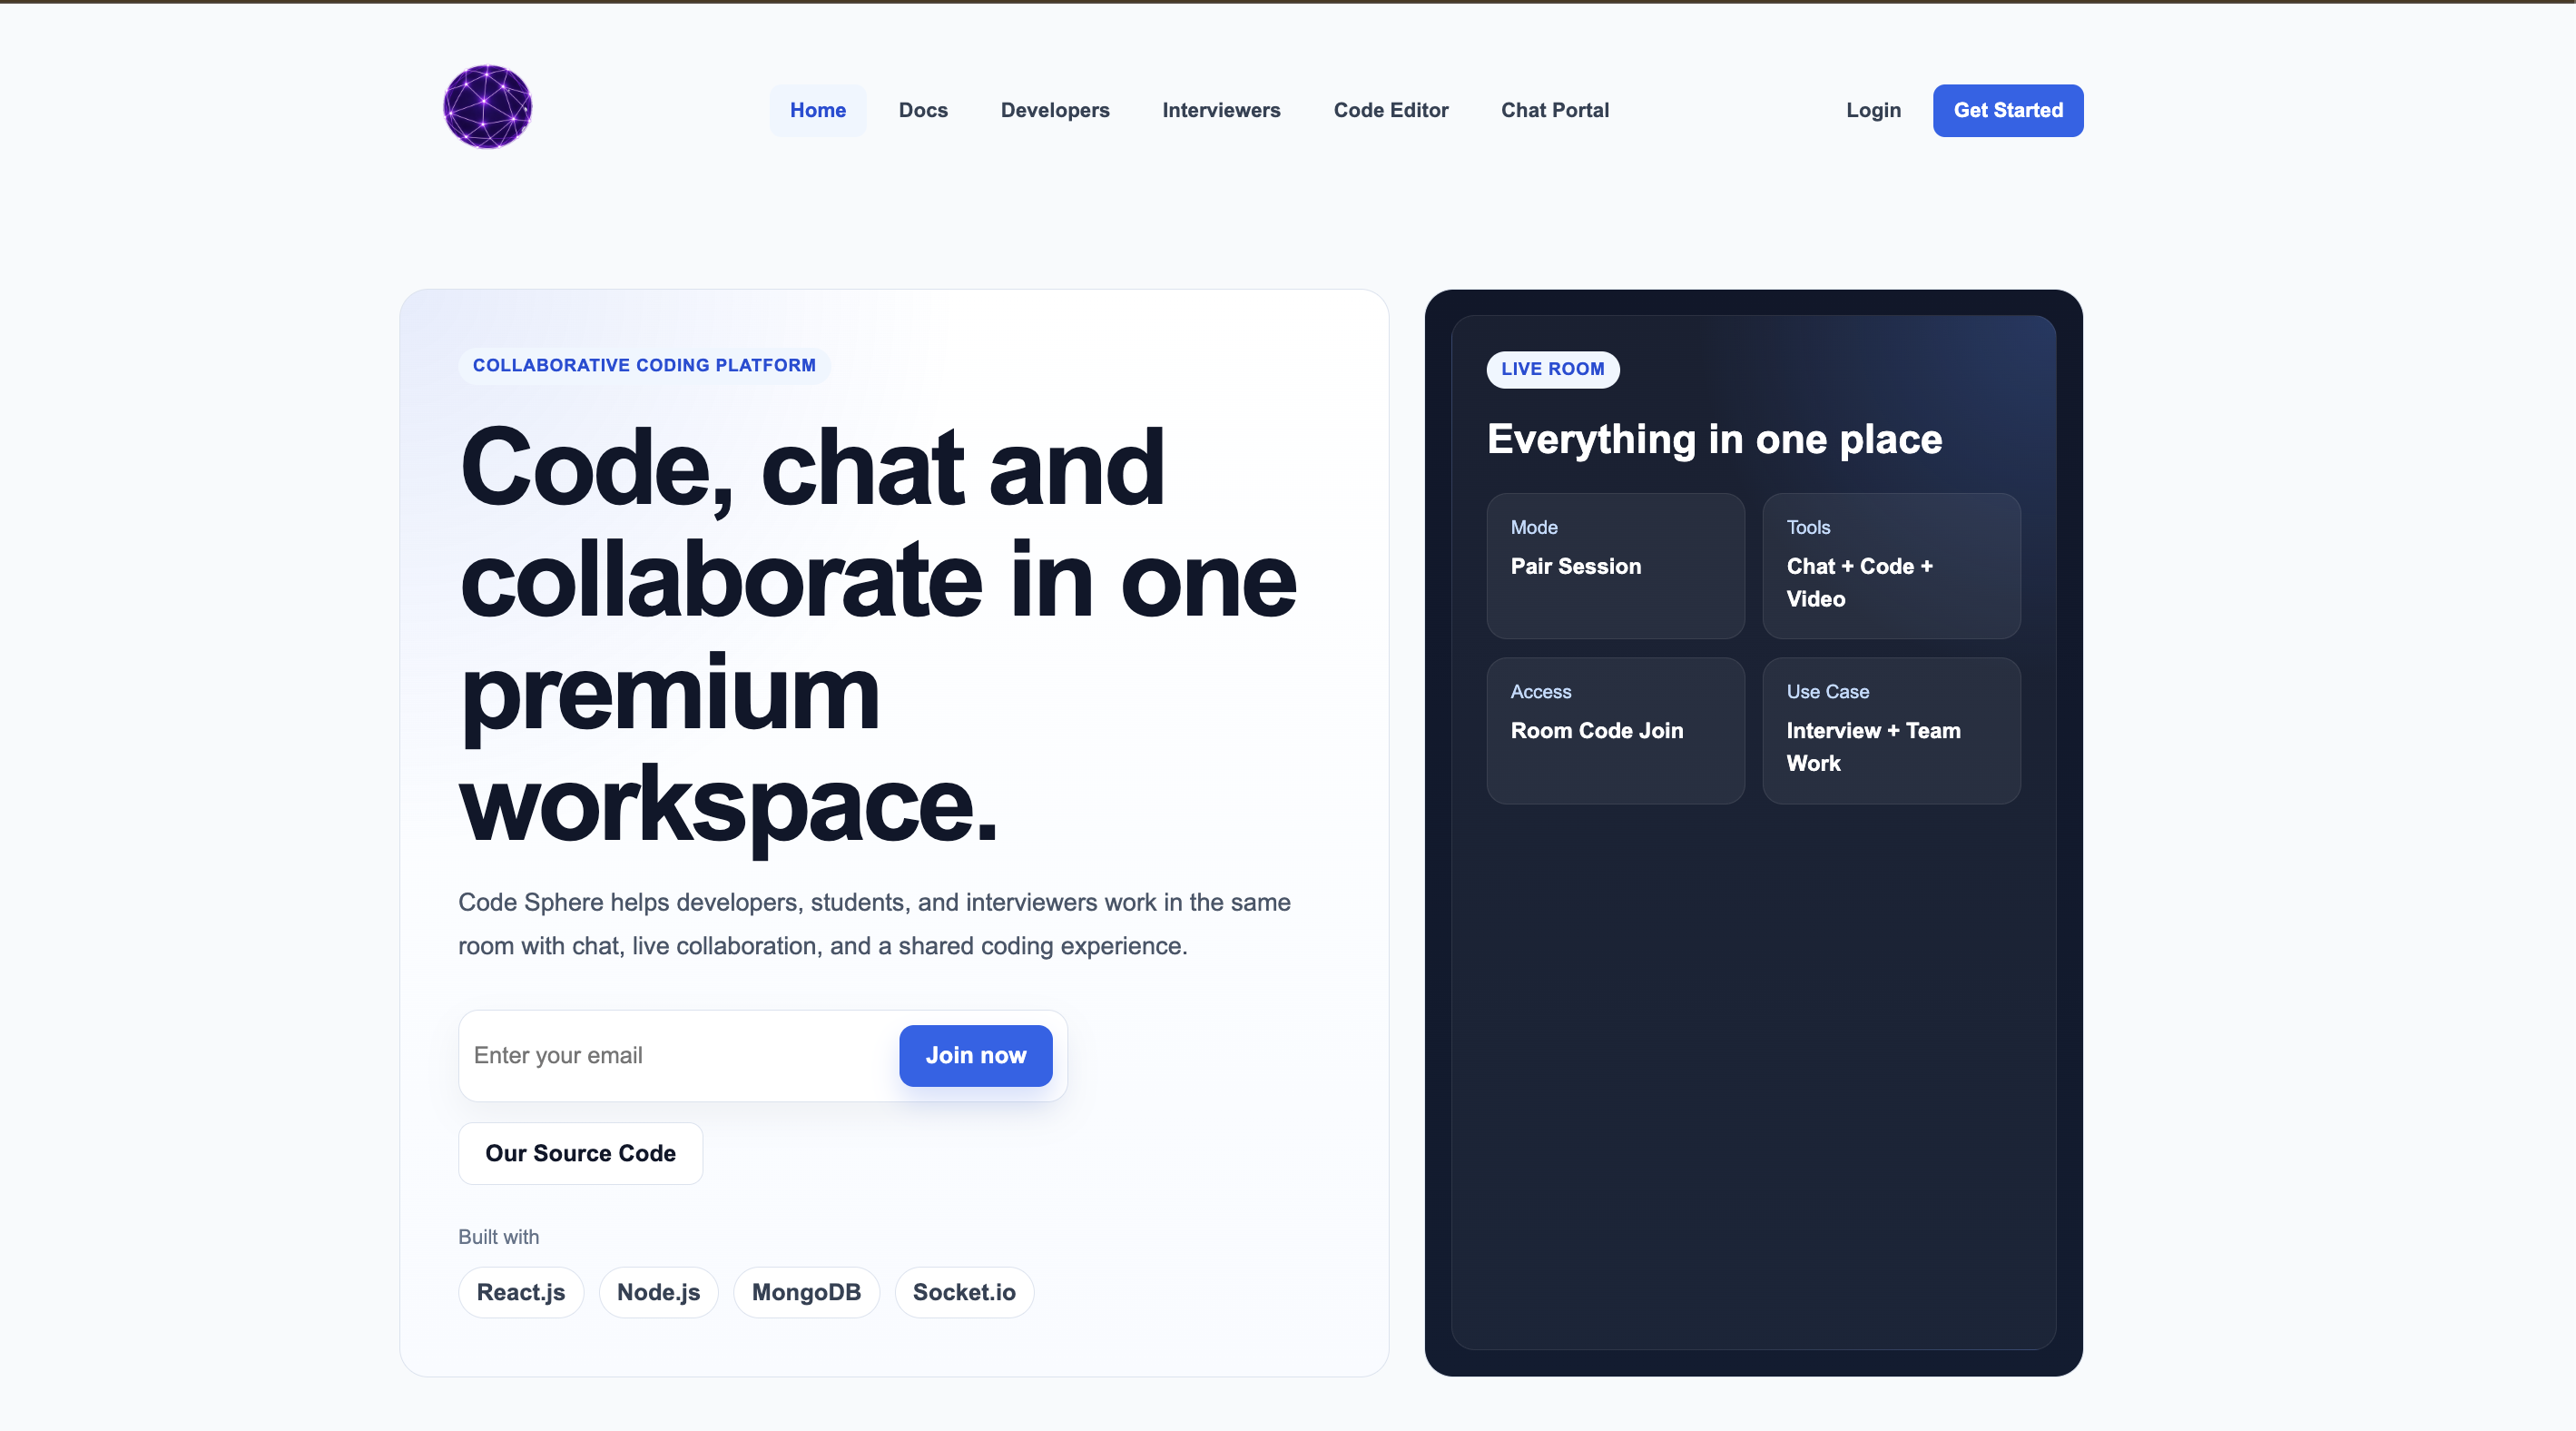 Home
Docs
Developers
Interviewers
Code Editor
Chat Portal
Login
Get Started
COLLABORATIVE CODING PLATFORM
Code, chat and
collaborate in one
premium
workspace.
Code Sphere helps developers, students, and interviewers work in the same
room with chat, live collaboration, and a shared coding experience.
Enter your email
Join now
Our Source Code
Built with
React.js
Node.js
MongoDB
Socket.io
LIVE ROOM
Everything in one place
Mode
Pair Session
Tools
Chat + Code +
Video
Access
Room Code Join
Use Case
Interview + Team
Work